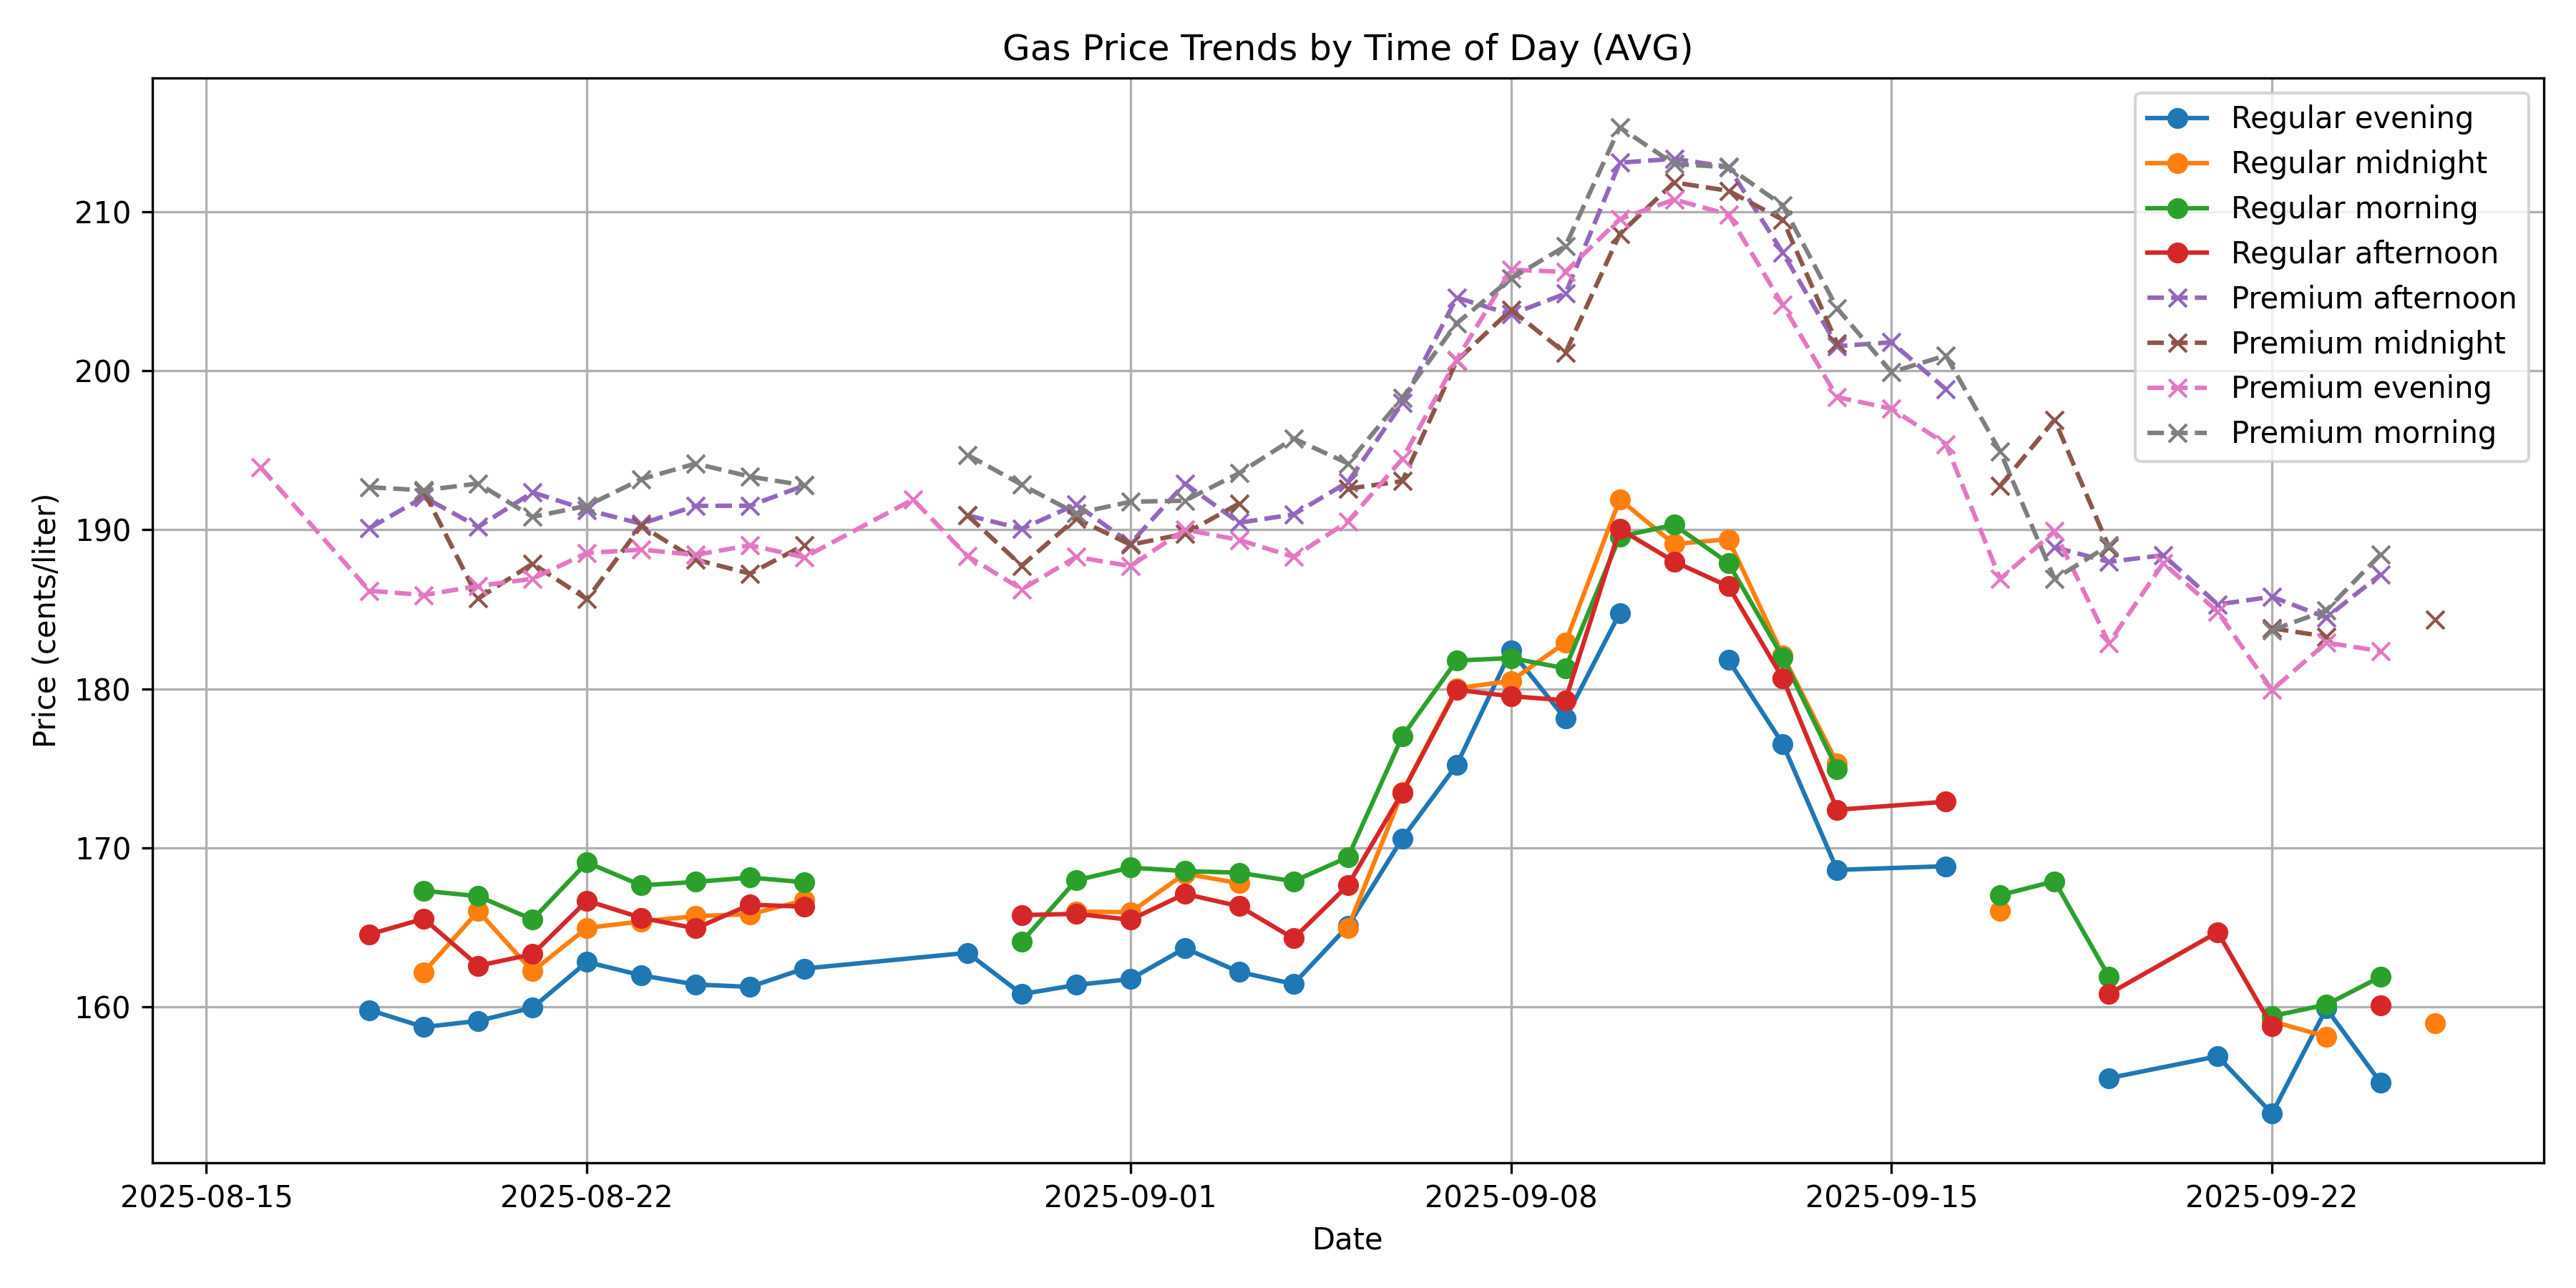 Gas Price Trends by Time of Day (AVG)
Regular evening
Regular midnight
Regular morning
Regular afternoon
Premium afternoon
Premium midnight
Premium evening
Premium morning
Price (cents/liter)
210
200
190
180
170
160
2025-08-15 2025-08-22 2025-09-01 2025-09-08 2025-09-15 2025-09-22
Date